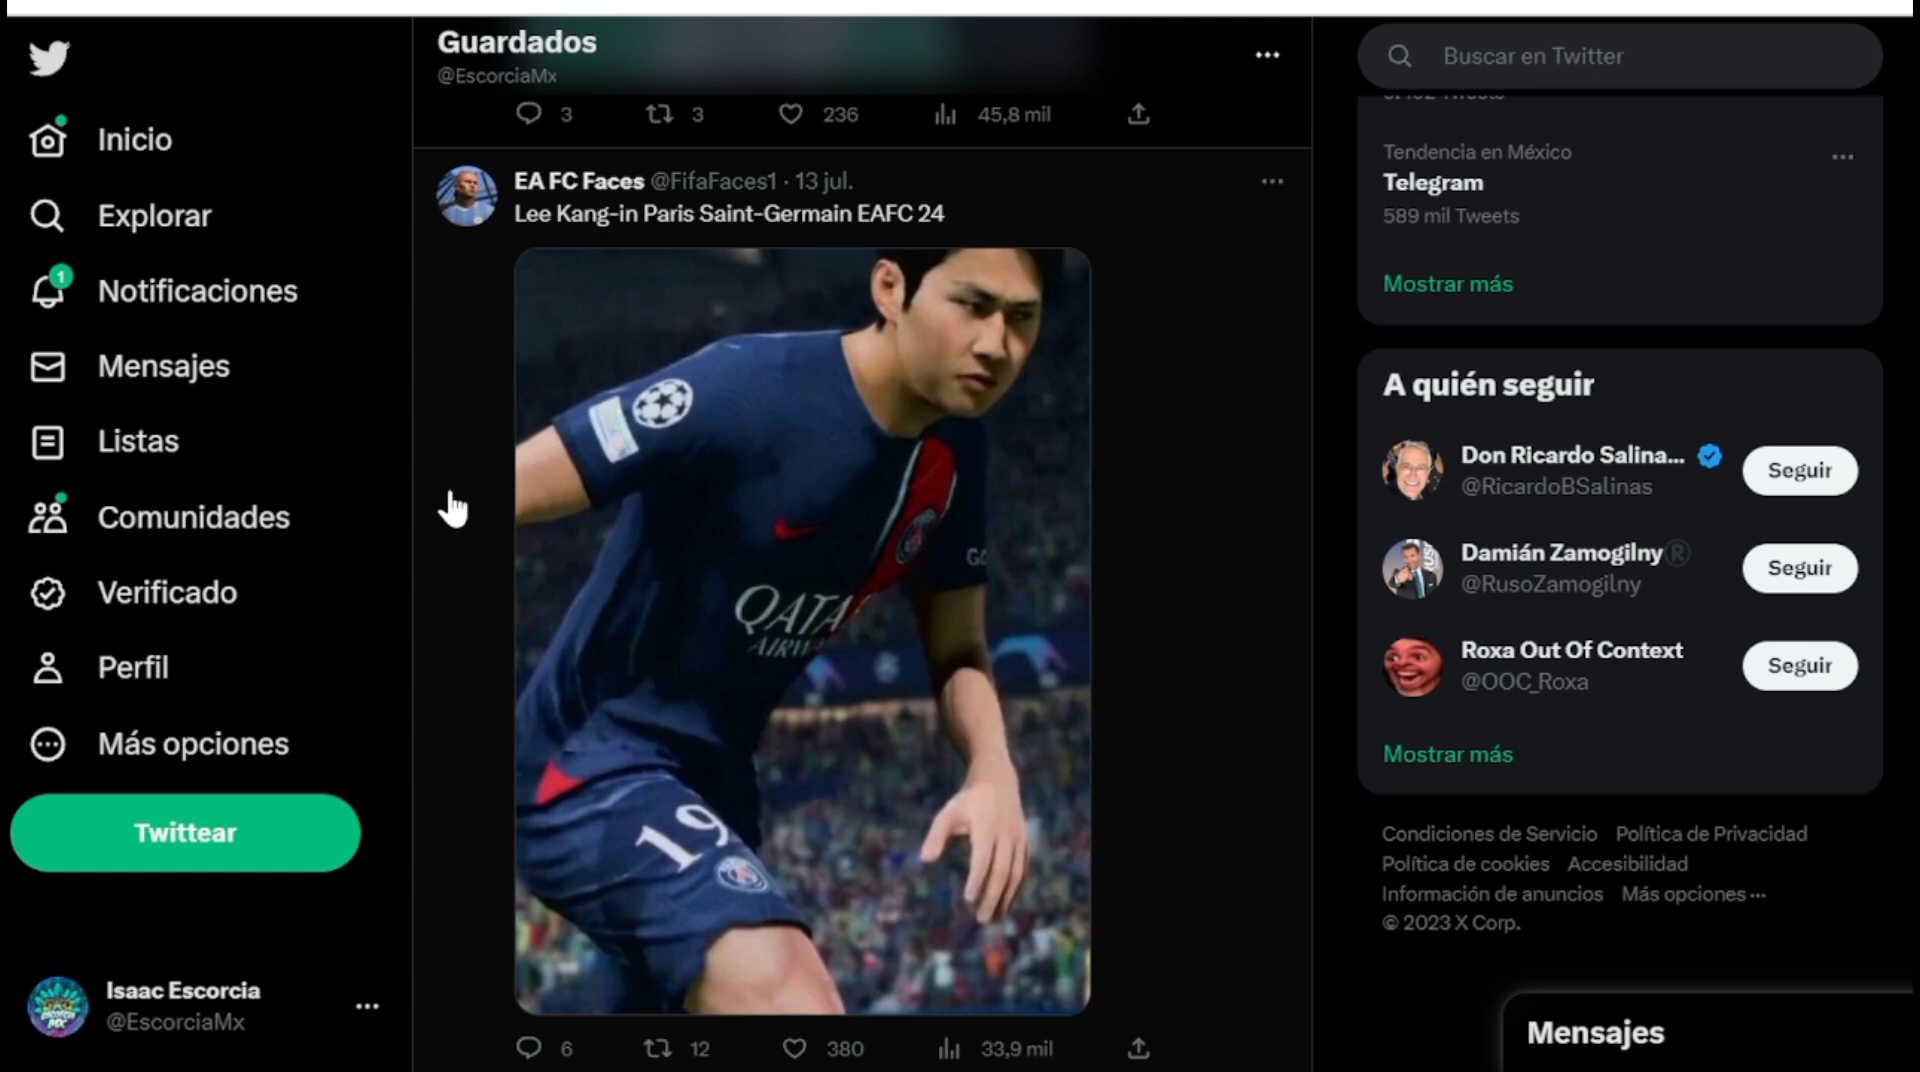 Inicio
Explorar
1
Notificaciones
Mensajes
Listas
Comunidades
Verificado
Perfil
Más opciones
Twittear
Isaac Escorcia
@EscorciaMx
Guardados
@EscorciaMx
3 3 236 45,8 mil
EA FC Faces @FifaFaces1 · 13 jul.
Lee Kang-in Paris Saint-Germain EAFC 24
QATA
AIRW
GO
19
6 12 380 33,9 mil
Buscar en Twitter
Tendencia en México
Telegram
589 mil Tweets
Mostrar más
A quién seguir
Don Ricardo Salina...
@RicardoBSalinas
Seguir
Damián Zamogilny®
@RusoZamogilny
Seguir
Roxa Out Of Context
@OOC_Roxa
Seguir
Mostrar más
Condiciones de Servicio Política de Privacidad
Política de cookies Accesibilidad
Información de anuncios Más opciones ...
© 2023 X Corp.
Mensajes